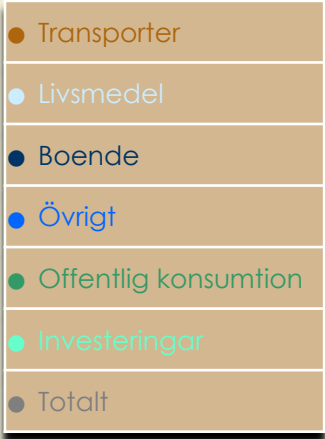 Transporter
Livsmedel
Boende
Övrigt
Offentlig konsumtion
Investeringar
Totalt